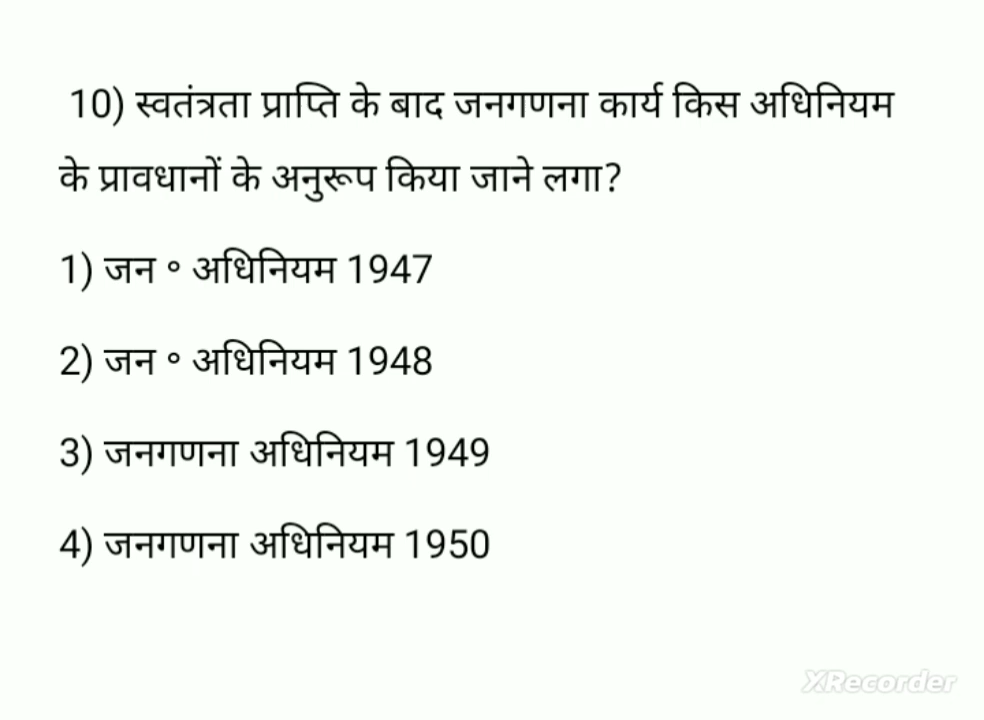 10) स्वतंत्रता प्राप्ति के बाद जनगणना कार्य किस अधिनियम
के प्रावधानों के अनुरूप किया जाने लगा?
1) जन ॰ अधिनियम 1947
2) जन ॰ अधिनियम 1948
3) जनगणना अधिनियम 1949
4) जनगणना अधिनियम 1950
XRecorder